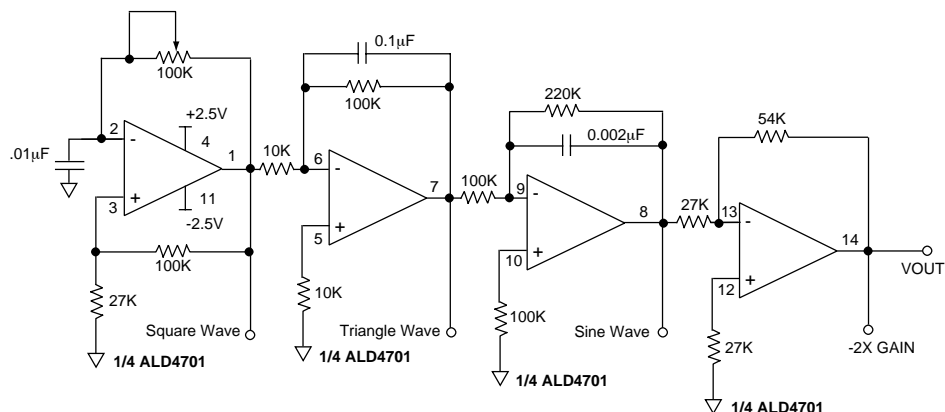 100K
0.1µF
100K
220K
0.002µF
54K
+2.5V
2
-
4
.01µF
1
10K
6
-
7
100K
9
-
8
27K
13
-
14
VOUT
+
3
11
-2.5V
100K
+
5
+
10
+
12
27K
10K
100K
27K
Square Wave
Triangle Wave
Sine Wave
-2X GAIN
1/4 ALD4701
1/4 ALD4701
1/4 ALD4701
1/4 ALD4701